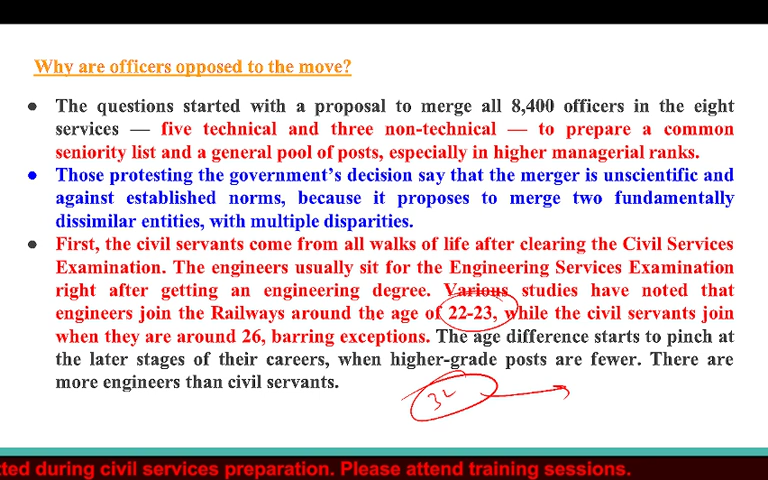 Why are officers opposed to the move?
● The questions started with a proposal to merge all 8,400 officers in the eight
services — five technical and three non-technical — to prepare a common
seniority list and a general pool of posts, especially in higher managerial ranks.
● Those protesting the government's decision say that the merger is unscientific and
against established norms, because it proposes to merge two fundamentally
dissimilar entities, with multiple disparities.
● First, the civil servants come from all walks of life after clearing the Civil Services
Examination. The engineers usually sit for the Engineering Services Examination
right after getting an engineering degree. Various studies have noted that
engineers join the Railways around the age of 22-23, while the civil servants join
when they are around 26, barring exceptions. The age difference starts to pinch at
the later stages of their careers, when higher-grade posts are fewer. There are
more engineers than civil servants.
during civil services preparation. Please attend training sessions.